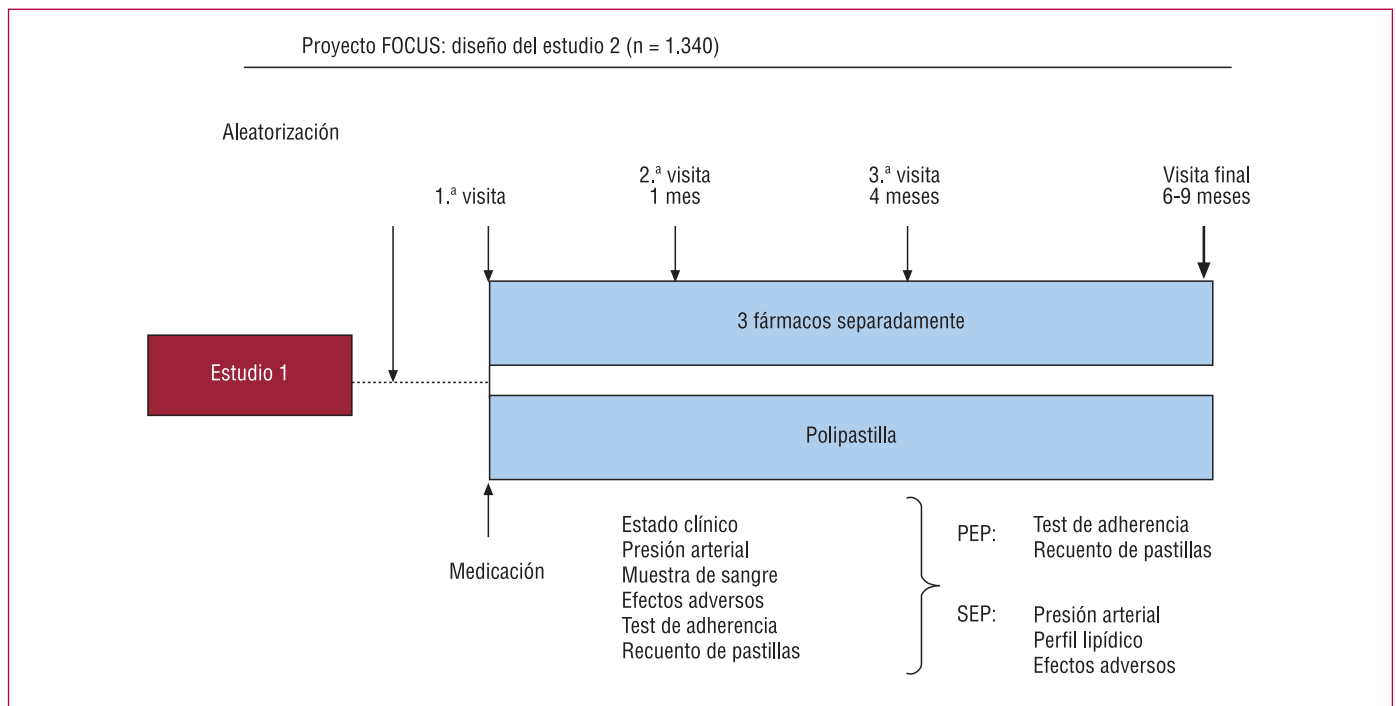 Proyecto FOCUS: diseño del estudio 2 (n = 1.340)
Aleatorización
1.ª visita
2.ª visita
1 mes
3.ª visita
4 meses
Visita final
6-9 meses
3 fármacos separadamente
Estudio 1
Polipastilla
Medicación
Estado clínico
Presión arterial
Muestra de sangre
Efectos adversos
Test de adherencia
Recuento de pastillas
PEP: Test de adherencia
Recuento de pastillas
SEP: Presión arterial
Perfil lipídico
Efectos adversos